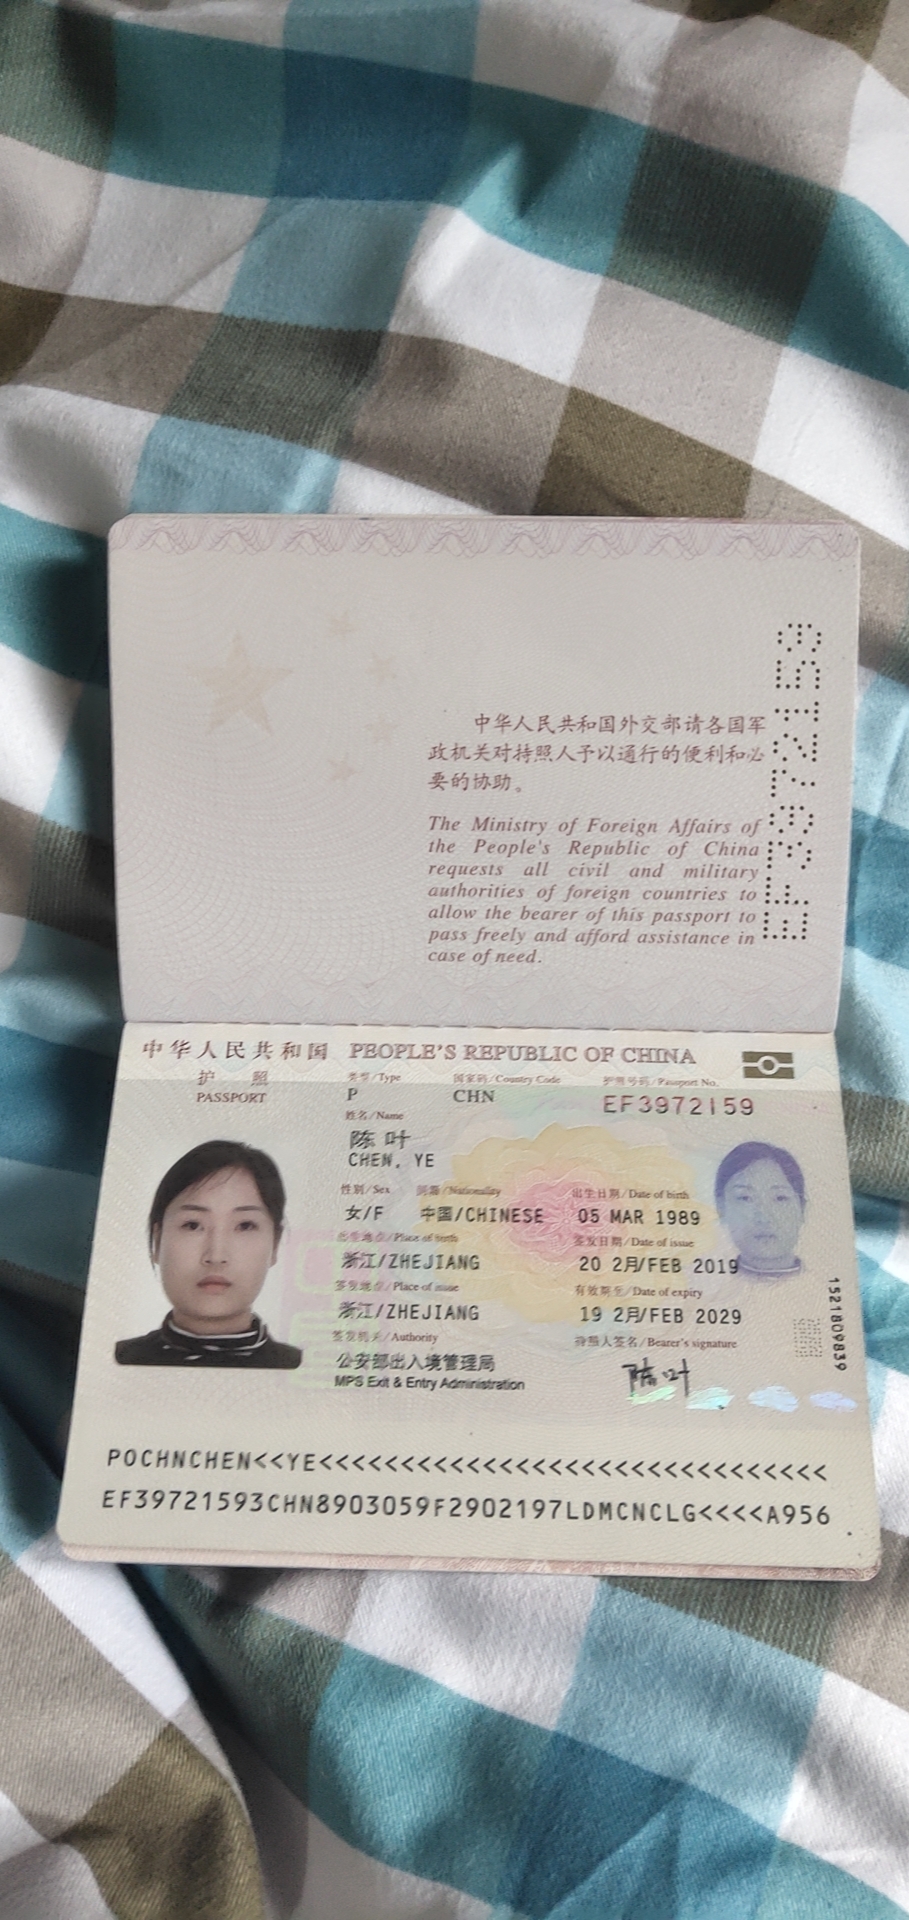 中华人民共和国外交部请各国军
政机关对持照人予以通行的便利和必
要的协助。
The Ministry of Foreign Affairs of
the People's Republic of China
requests all civil and military
authorities of foreign countries to
allow the bearer of this passport to
pass freely and afford assistance in
case of need.
EF3972159
中华人民共和国 PEOPLE'S REPUBLIC OF CHINA
护 照
PASSPORT
类型/Type 国家码/Country Code 护照号码/Passport No.
P CHN EF3972159
姓名/Name
陈叶
CHEN, YE
性别/Sex 国籍/Nationality 出生日期/Date of birth
女/F 中国/CHINESE 05 MAR 1989
出生地点/Place of birth 签发日期/Date of issue
浙江/ZHEJIANG 20 2月/FEB 2019
签发地点/Place of issue 有效期至/Date of expiry
浙江/ZHEJIANG 19 2月/FEB 2029
签发机关/Authority 持照人签名/Bearer's signature
公安部出入境管理局
MPS Exit & Entry Administration
陈叶
1521809839
POCHNCHEN<<YE<<<<<<<<<<<<<<<<<<<<<<<<<<<<<<<
EF39721593CHN8903059F2902197LDMCNCLG<<<<A956